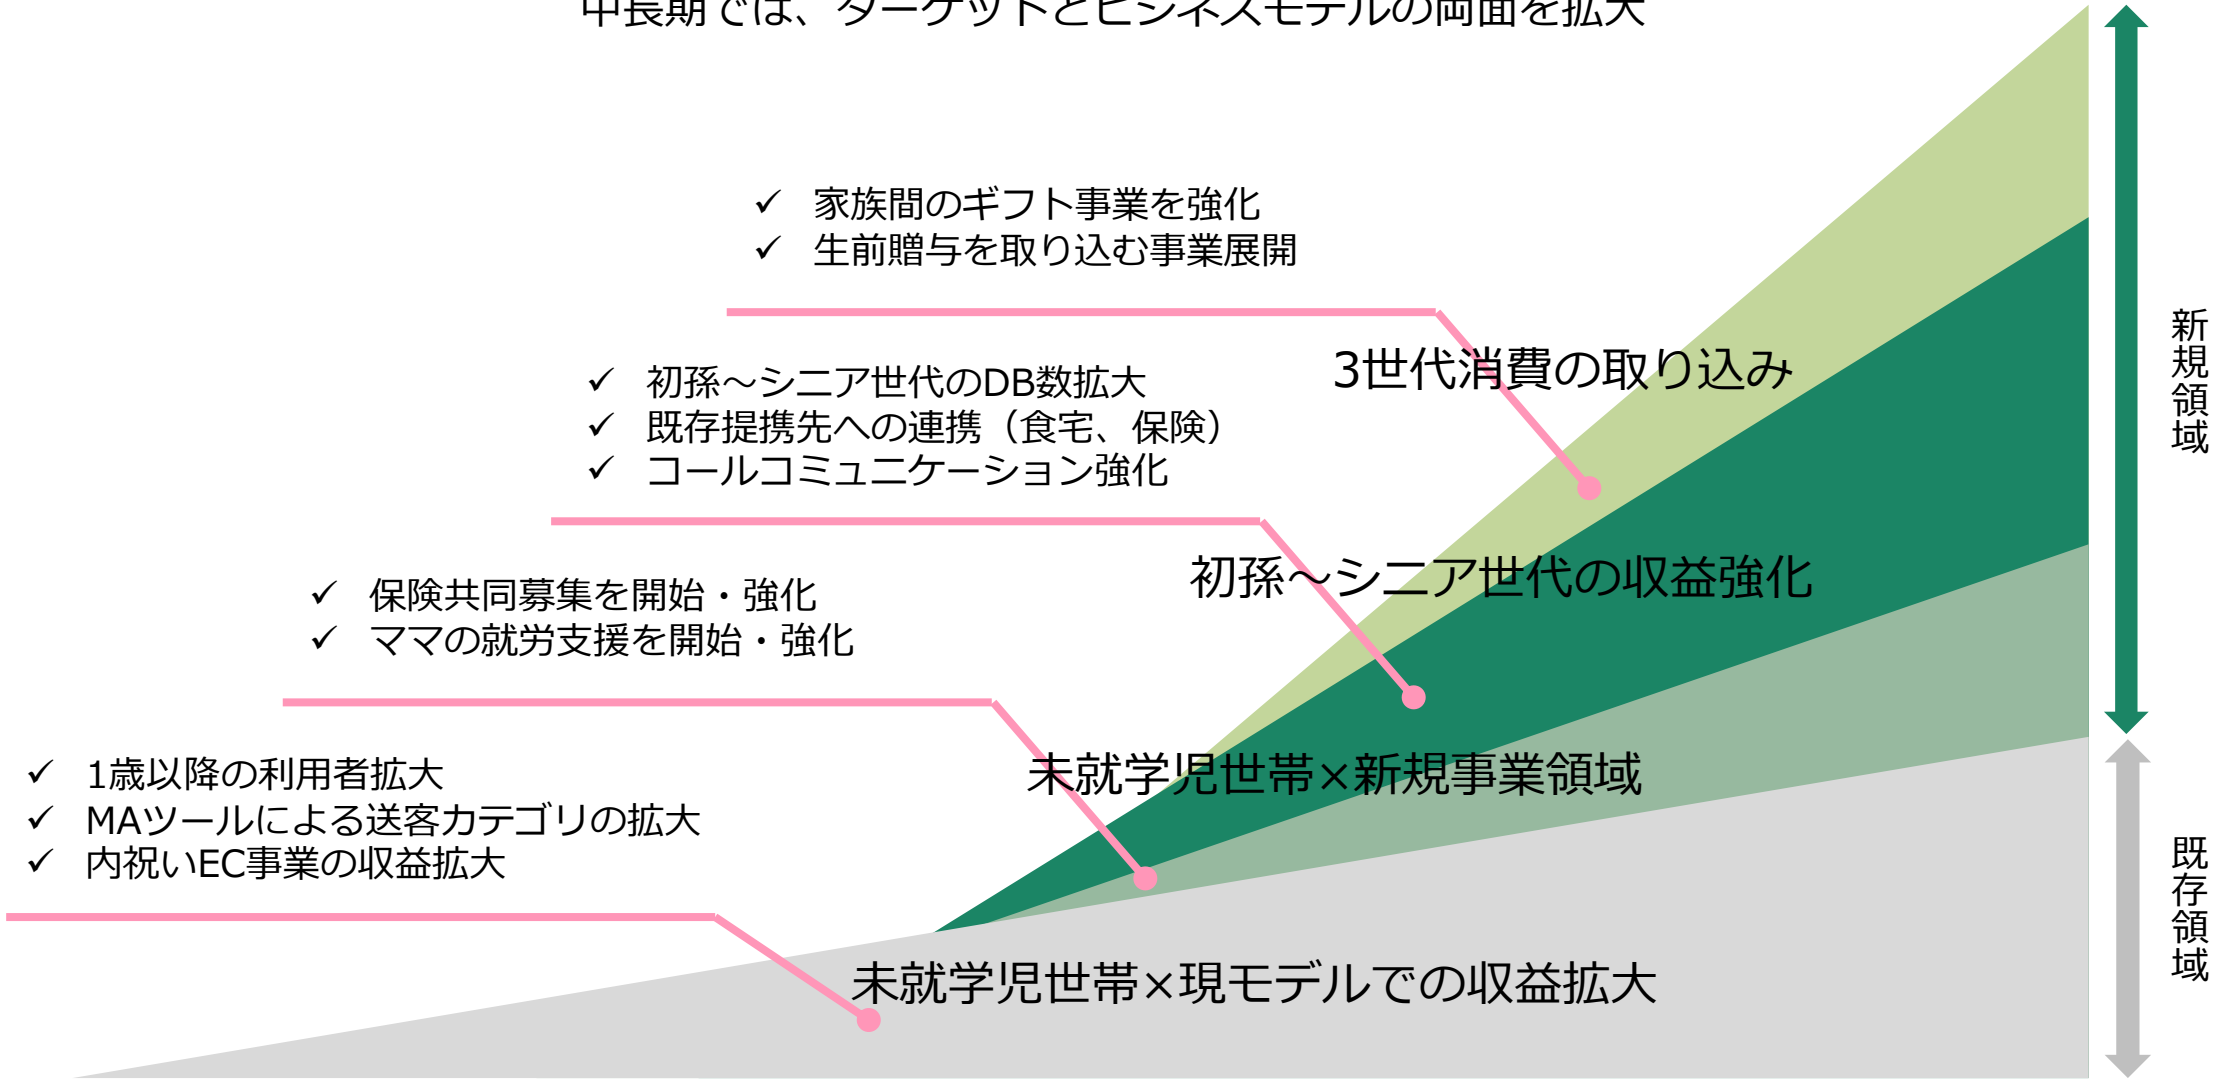 中長期では、ターゲットとビジネスモデルの両面を拡大
✓ 家族間のギフト事業を強化
✓ 生前贈与を取り込む事業展開
3世代消費の取り込み
✓ 初孫～シニア世代のDB数拡大
✓ 既存提携先への連携（食宅、保険）
✓ コールコミュニケーション強化
初孫～シニア世代の収益強化
✓ 保険共同募集を開始・強化
✓ ママの就労支援を開始・強化
未就学児世帯×新規事業領域
✓ 1歳以降の利用者拡大
✓ MAツールによる送客カテゴリの拡大
✓ 内祝いEC事業の収益拡大
未就学児世帯×現モデルでの収益拡大
新規領域
既存領域